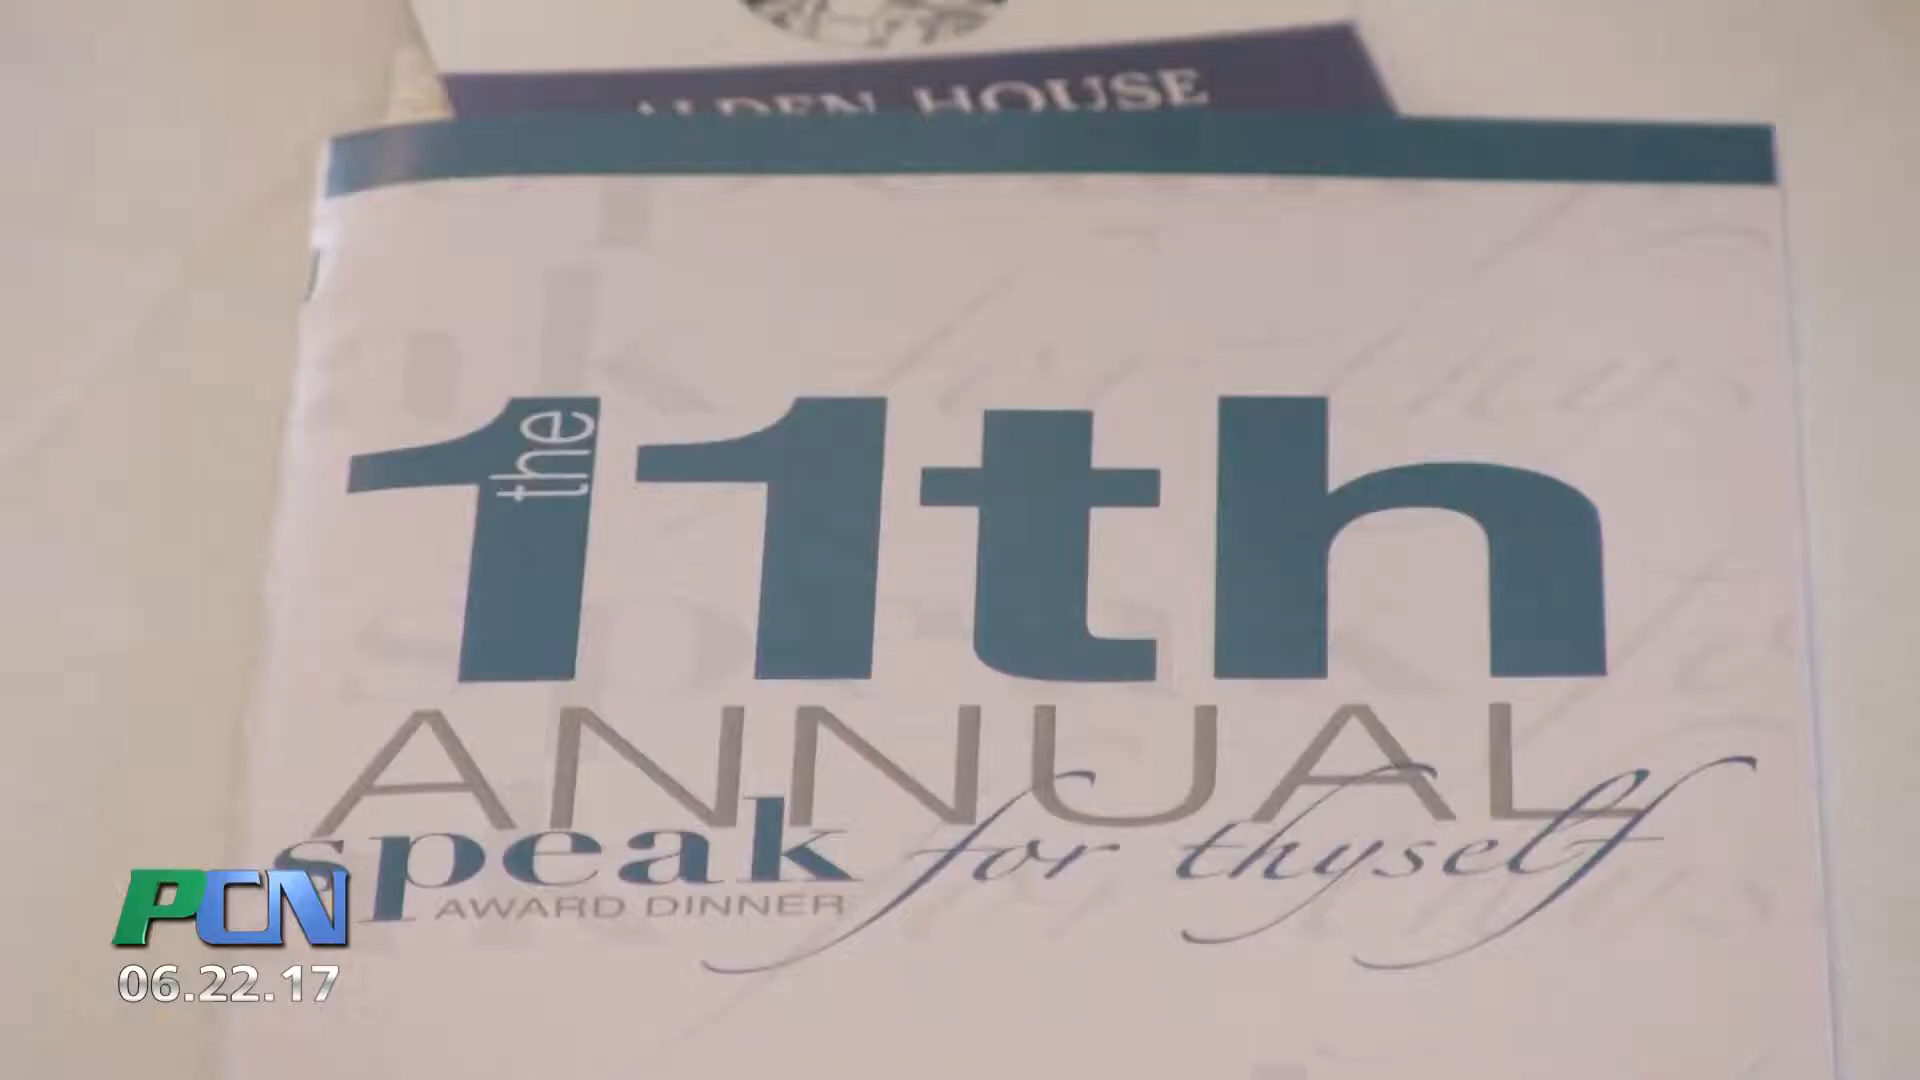 ALDEN HOUSE
the
11th
ANNUAL
speak for thyself
AWARD DINNER
PCN
06.22.17